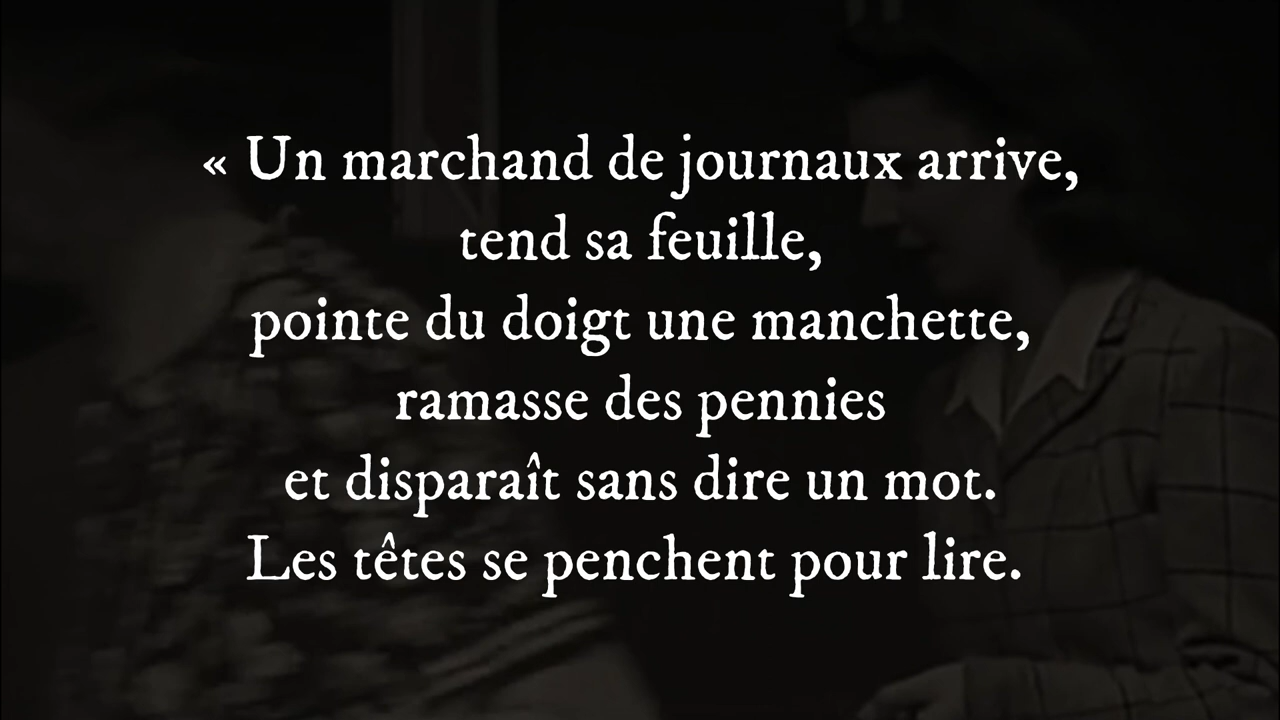 « Un marchand de journaux arrive,
tend sa feuille,
pointe du doigt une manchette,
ramasse des pennies
et disparaît sans dire un mot.
Les têtes se penchent pour lire.